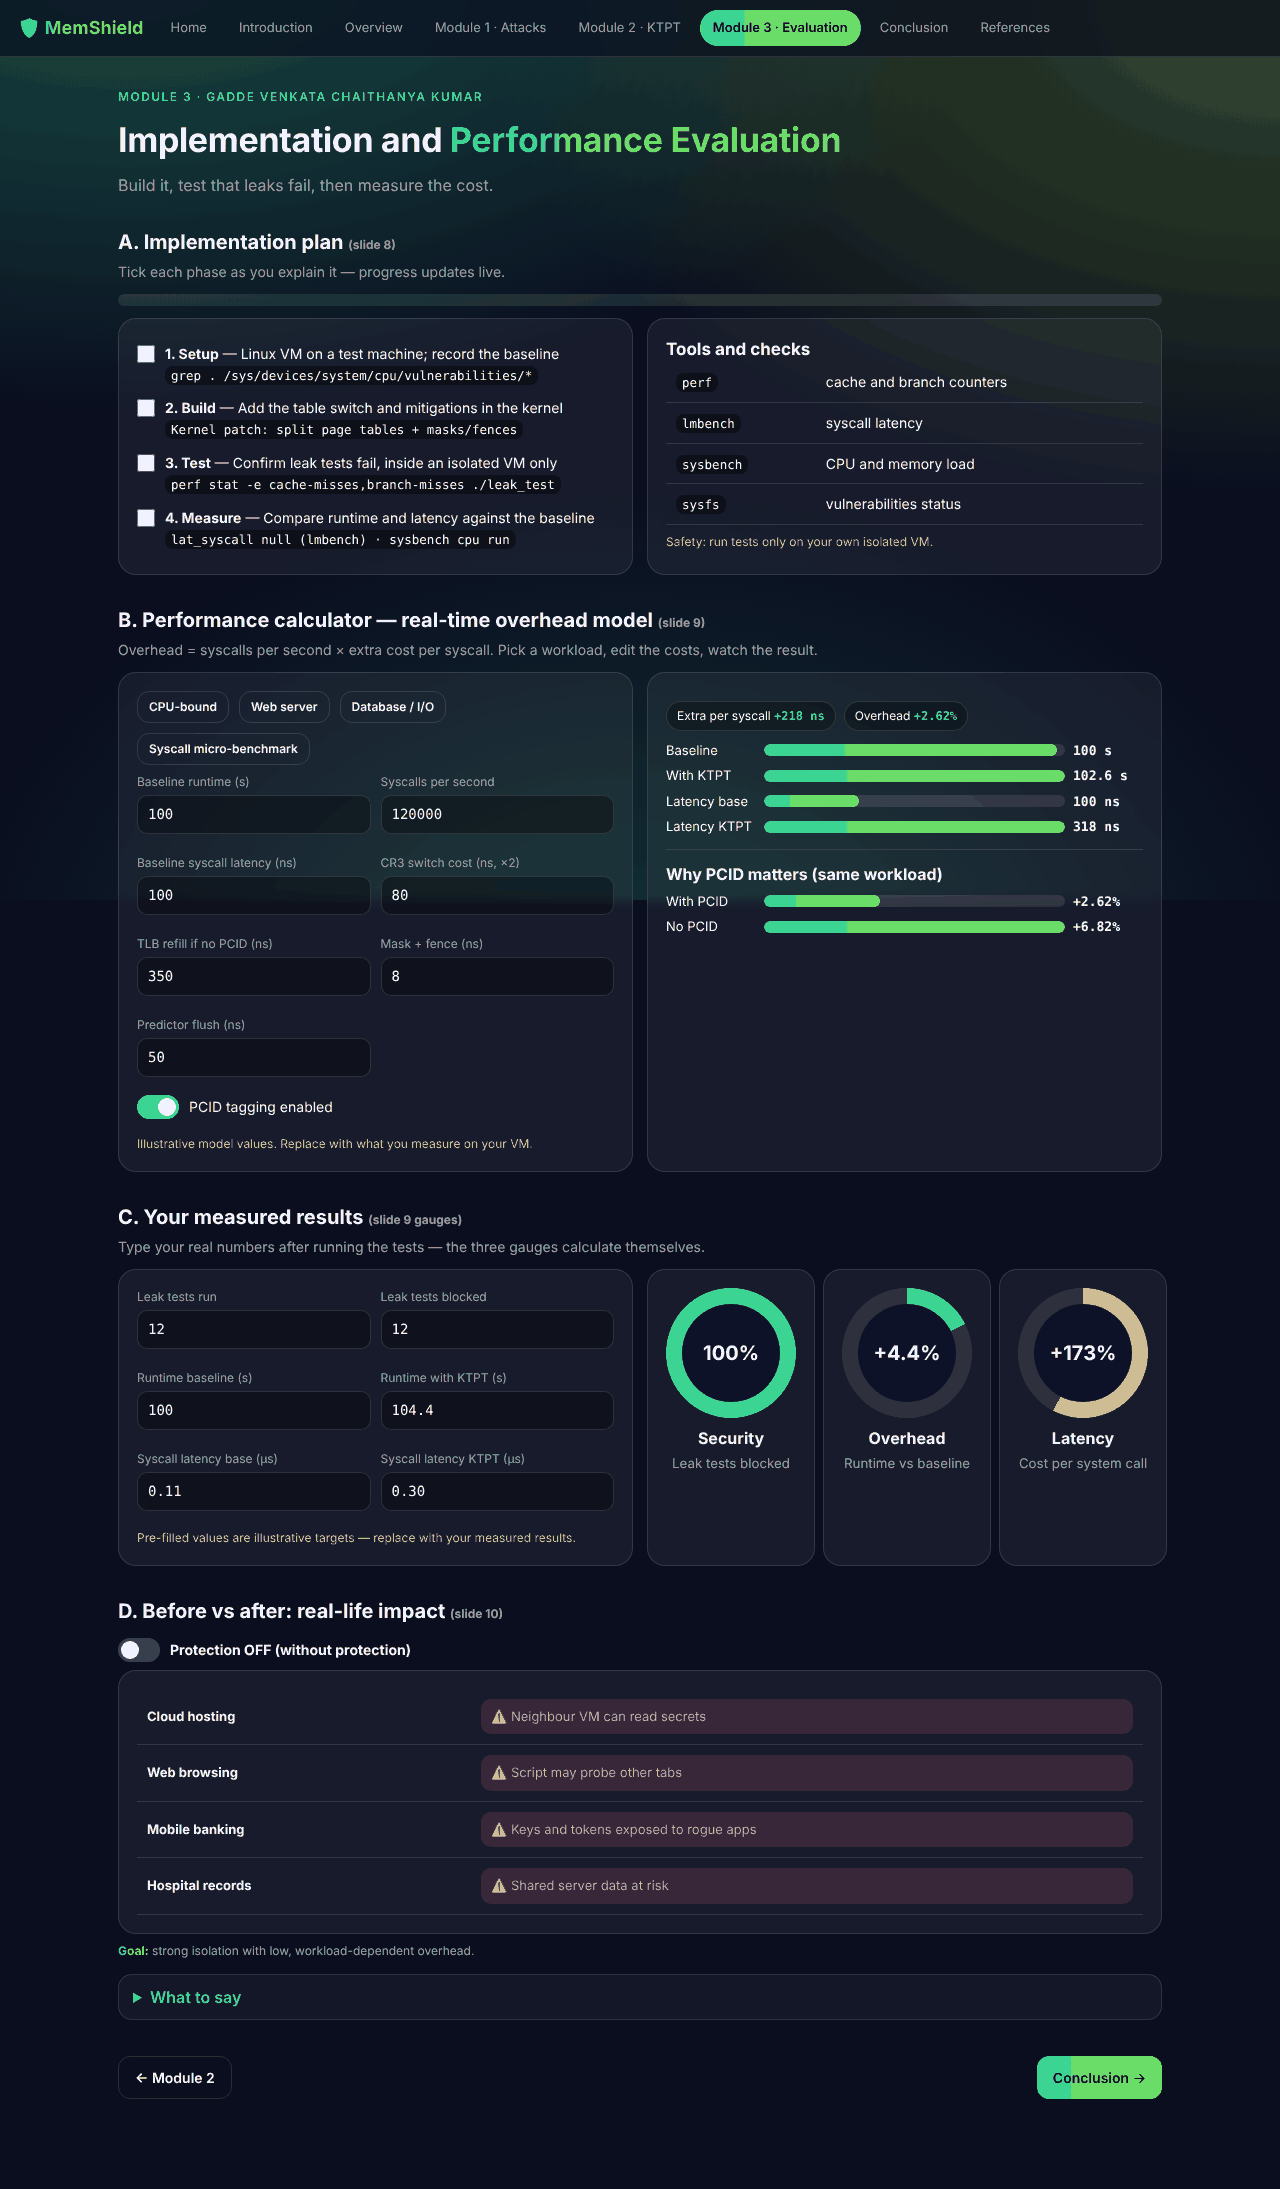 MemShield
Home
Introduction
Overview
Module 1 · Attacks
Module 2 · KTPT
Module 3 · Evaluation
Conclusion
References
MODULE 3 · GADDE VENKATA CHAITHANYA KUMAR
Implementation and Performance Evaluation
Build it, test that leaks fail, then measure the cost.
A. Implementation plan (slide 8)
Tick each phase as you explain it — progress updates live.
1. Setup — Linux VM on a test machine; record the baseline
grep . /sys/devices/system/cpu/vulnerabilities/*
2. Build — Add the table switch and mitigations in the kernel
Kernel patch: split page tables + masks/fences
3. Test — Confirm leak tests fail, inside an isolated VM only
perf stat -e cache-misses,branch-misses ./leak_test
4. Measure — Compare runtime and latency against the baseline
lat_syscall null (lmbench) · sysbench cpu run
Tools and checks
perf cache and branch counters
lmbench syscall latency
sysbench CPU and memory load
sysfs vulnerabilities status
Safety: run tests only on your own isolated VM.
B. Performance calculator — real-time overhead model (slide 9)
Overhead = syscalls per second × extra cost per syscall. Pick a workload, edit the costs, watch the result.
CPU-bound
Web server
Database / I/O
Syscall micro-benchmark
Baseline runtime (s)
100
Syscalls per second
120000
Baseline syscall latency (ns)
100
CR3 switch cost (ns, ×2)
80
TLB refill if no PCID (ns)
350
Mask + fence (ns)
8
Predictor flush (ns)
50
PCID tagging enabled
Illustrative model values. Replace with what you measure on your VM.
Extra per syscall +218 ns
Overhead +2.62%
Baseline 100 s
With KTPT 102.6 s
Latency base 100 ns
Latency KTPT 318 ns
Why PCID matters (same workload)
With PCID +2.62%
No PCID +6.82%
C. Your measured results (slide 9 gauges)
Type your real numbers after running the tests — the three gauges calculate themselves.
Leak tests run
12
Leak tests blocked
12
Runtime baseline (s)
100
Runtime with KTPT (s)
104.4
Syscall latency base (µs)
0.11
Syscall latency KTPT (µs)
0.30
Pre-filled values are illustrative targets — replace with your measured results.
100%
Security
Leak tests blocked
+4.4%
Overhead
Runtime vs baseline
+173%
Latency
Cost per system call
D. Before vs after: real-life impact (slide 10)
Protection OFF (without protection)
Cloud hosting ⚠ Neighbour VM can read secrets
Web browsing ⚠ Script may probe other tabs
Mobile banking ⚠ Keys and tokens exposed to rogue apps
Hospital records ⚠ Shared server data at risk
Goal: strong isolation with low, workload-dependent overhead.
▶ What to say
← Module 2
Conclusion →